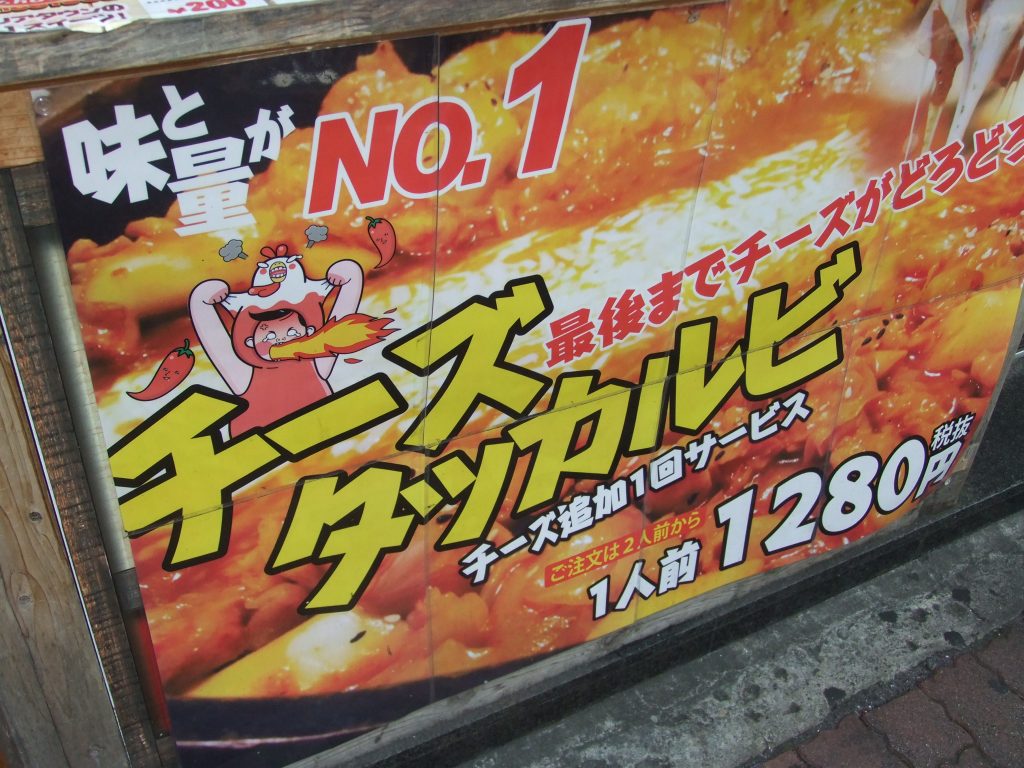 ¥200
味と量が
NO.1
最後までチーズがどろどろ
チーズ
タッカルビ
チーズ追加1回サービス
ご注文は2人前から
1人前 1280円 税抜